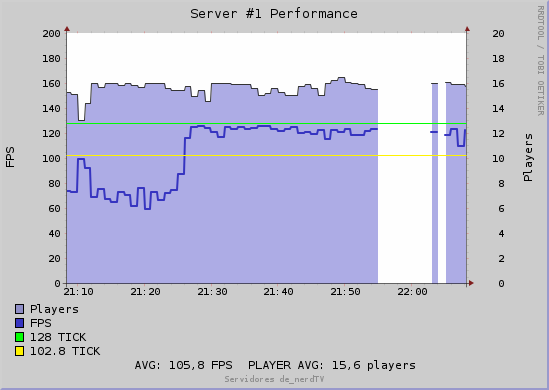 Server #1 Performance
RRDTOOL / TOBI OETIKER
200 20
180 18
160 16
140 14
120 12
100 10
80 8
60 6
40 4
20 2
0 0
FPS
Players
21:10 21:20 21:30 21:40 21:50 22:00
Players
FPS
128 TICK
102.8 TICK
AVG: 105,8 FPS PLAYER AVG: 15,6 players
Servidores de_nerdTV